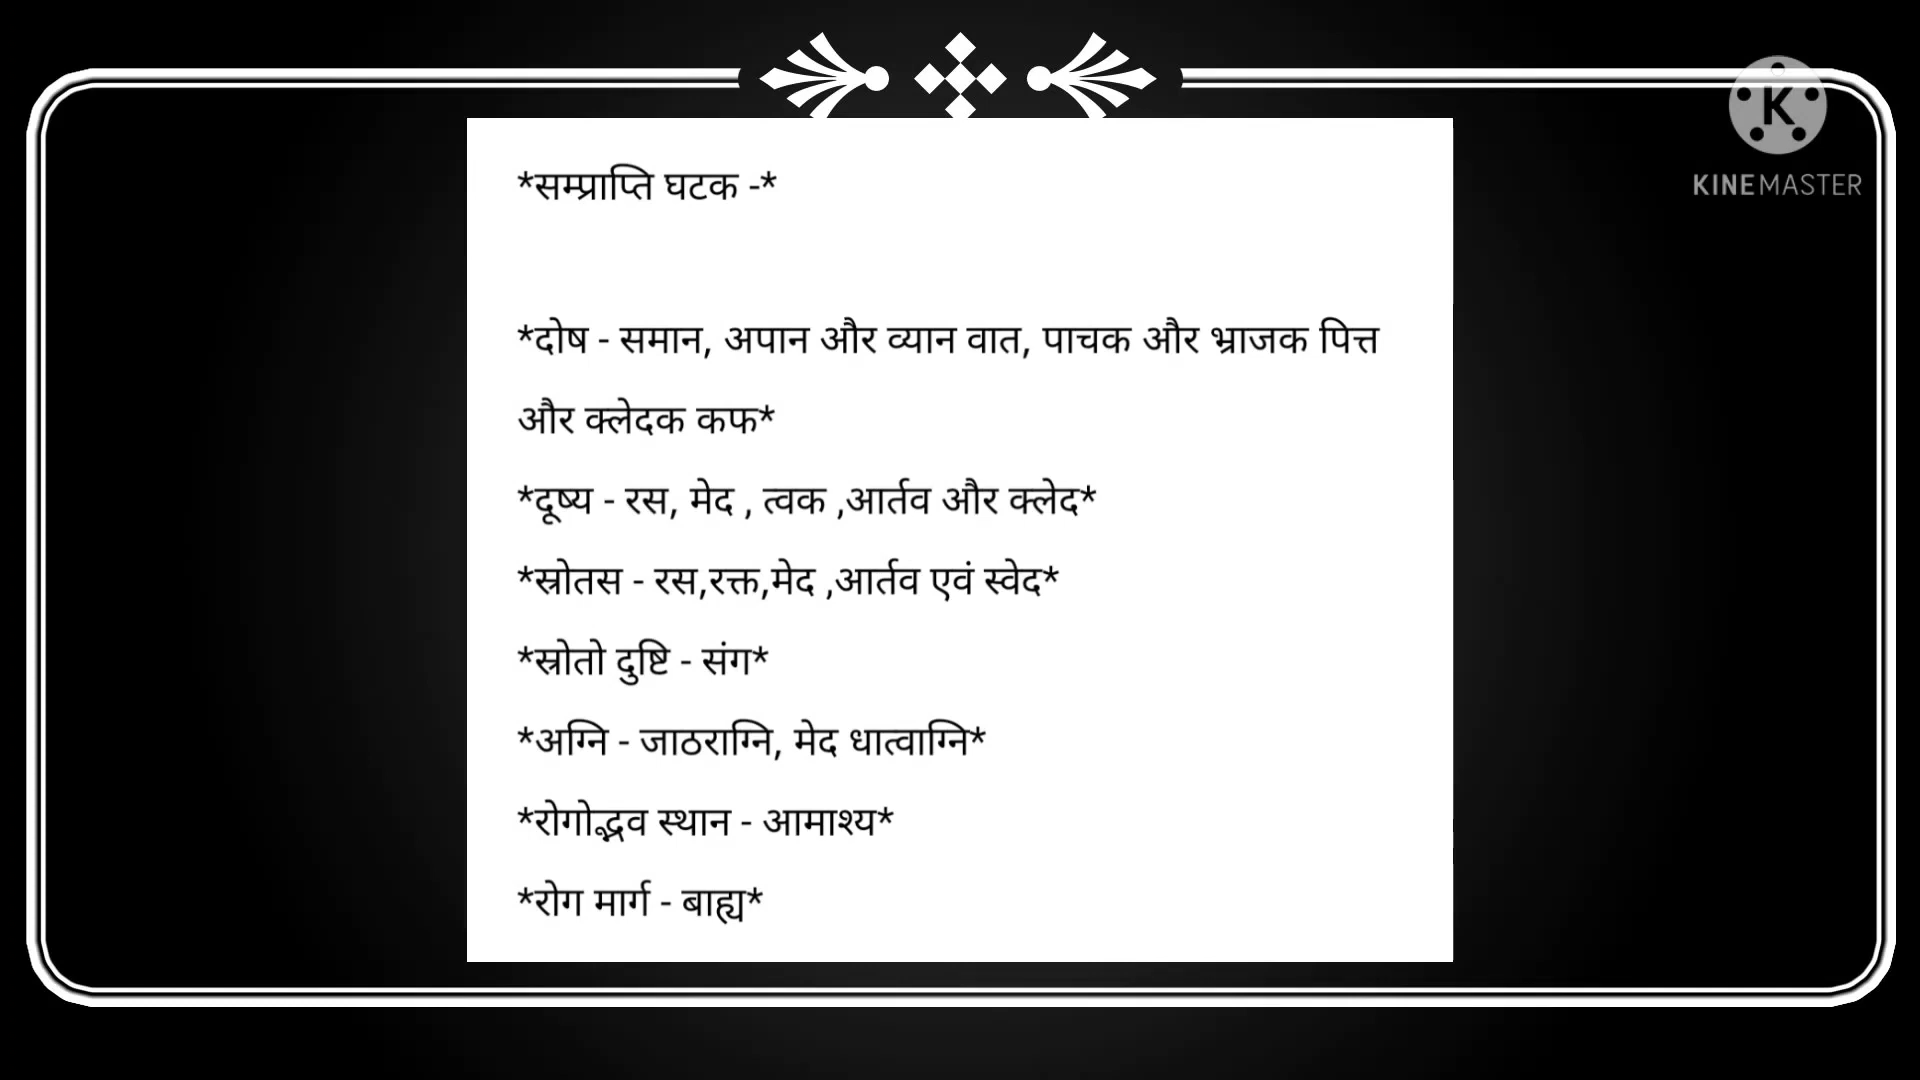 KINEMASTER
*सम्प्राप्ति घटक -*
*दोष - समान, अपान और व्यान वात, पाचक और भ्राजक पित्त
और क्लेदक कफ*
*दूष्य - रस, मेद , त्वक ,आर्तव और क्लेद*
*स्रोतस - रस,रक्त,मेद ,आर्तव एवं स्वेद*
*स्रोतो दुष्टि - संग*
*अग्नि - जाठराग्नि, मेद धात्वाग्नि*
*रोगोद्भव स्थान - आमाश्य*
*रोग मार्ग - बाह्य*